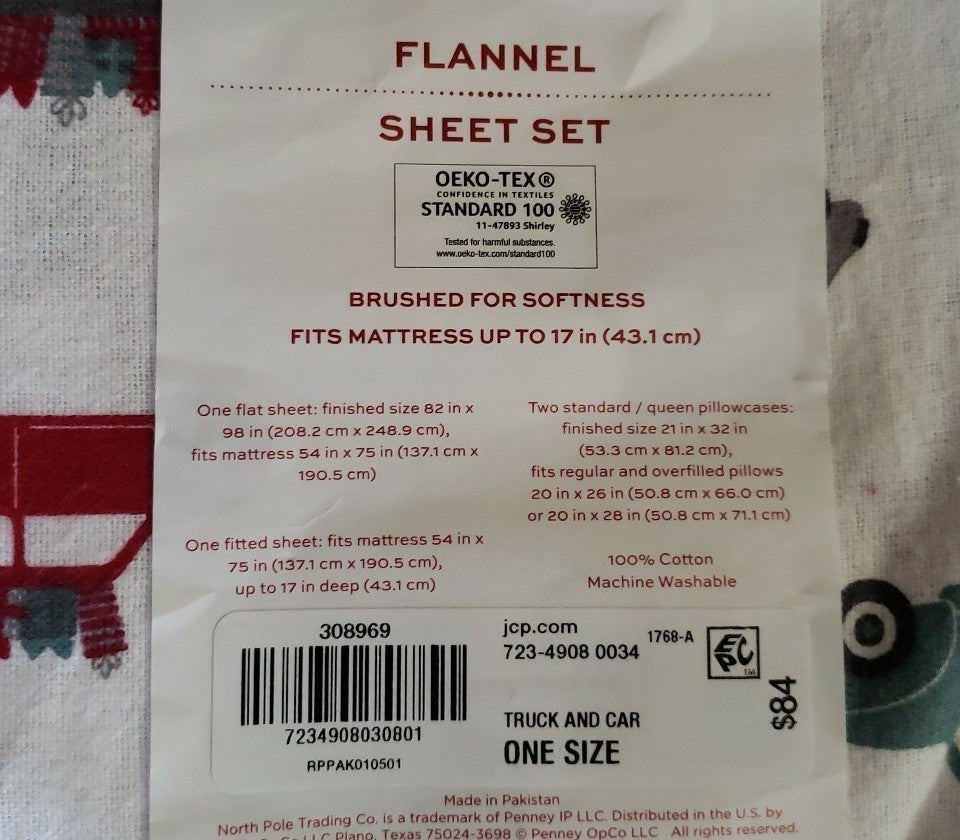 FLANNEL
SHEET SET
OEKO-TEX®
CONFIDENCE IN TEXTILES
STANDARD 100
11-47893 Shirley
Tested for harmful substances.
www.oeko-tex.com/standard100
BRUSHED FOR SOFTNESS
FITS MATTRESS UP TO 17 in (43.1 cm)
One flat sheet: finished size 82 in x
98 in (208.2 cm x 248.9 cm),
fits mattress 54 in x 75 in (137.1 cm x
190.5 cm)
One fitted sheet: fits mattress 54 in x
75 in (137.1 cm x 190.5 cm),
up to 17 in deep (43.1 cm)
Two standard / queen pillowcases:
finished size 21 in x 32 in
(53.3 cm x 81.2 cm),
fits regular and overfilled pillows
20 in x 26 in (50.8 cm x 66.0 cm)
or 20 in x 28 in (50.8 cm x 71.1 cm)
100% Cotton
Machine Washable
308969
7234908030801
RPPAK010501
jcp.com
723-4908 0034
1768-A
EPC
TM
$84
TRUCK AND CAR
ONE SIZE
Made in Pakistan
North Pole Trading Co. is a trademark of Penney IP LLC. Distributed in the U.S. by
Co LLC Plano, Texas 75024-3698 © Penney OpCo LLC All rights reserved.